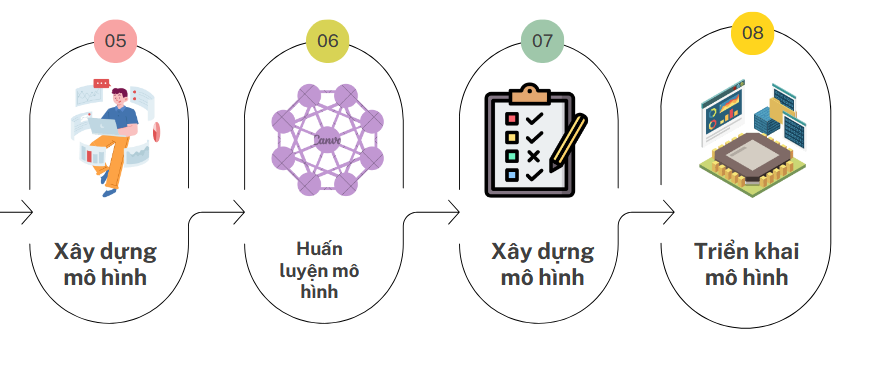 05
06
07
08
Canva
Xây dựng
mô hình
Huấn
luyện mô
hình
Xây dựng
mô hình
Triển khai
mô hình